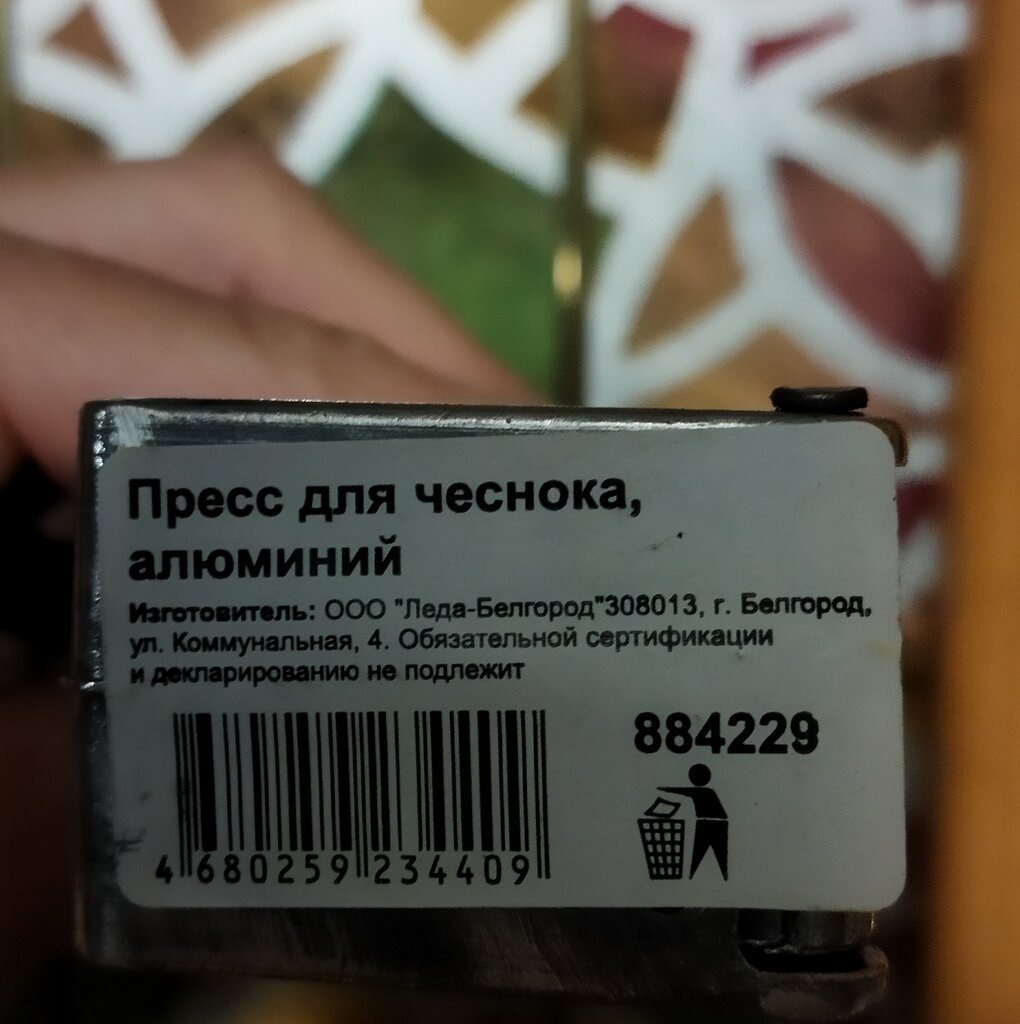 Пресс для чеснока,
алюминий
Изготовитель: ООО "Леда-Белгород"308013, г. Белгород,
ул. Коммунальная, 4. Обязательной сертификации
и декларированию не подлежит
884229
4 680259 234409